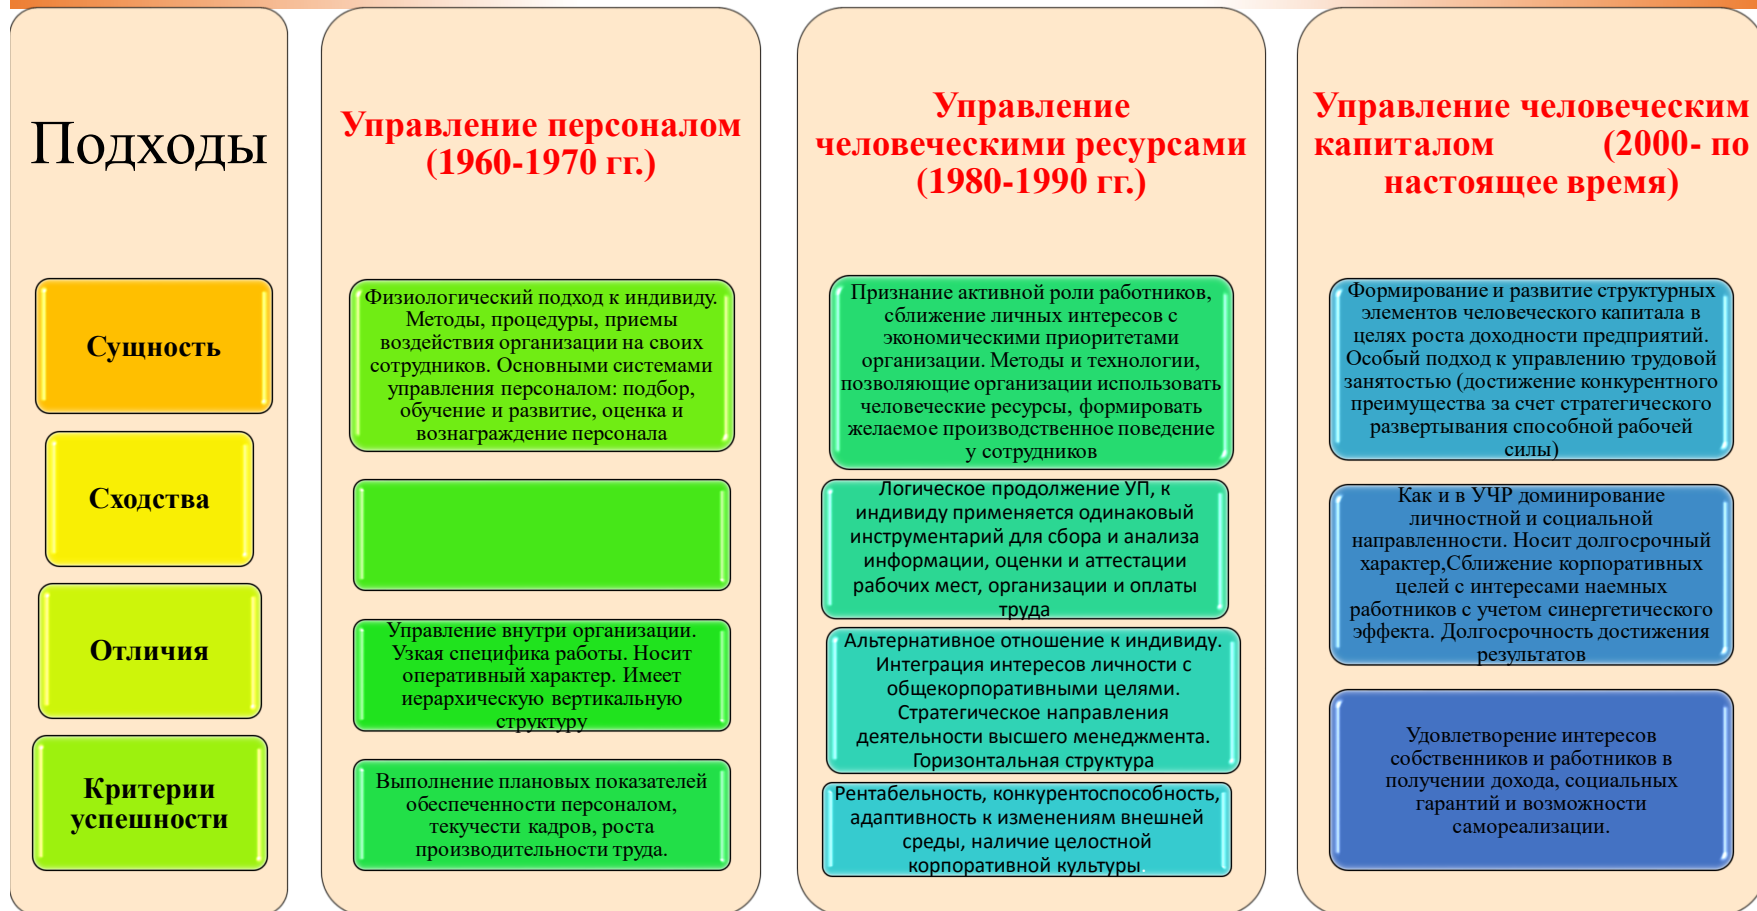 Подходы
Сущность
Сходства
Отличия
Критерии
успешности
Управление персоналом
(1960-1970 гг.)
Физиологический подход к индивиду.
Методы, процедуры, приемы
воздействия организации на своих
сотрудников. Основными системами
управления персоналом: подбор,
обучение и развитие, оценка и
вознаграждение персонала
Управление внутри организации.
Узкая специфика работы. Носит
оперативный характер. Имеет
иерархическую вертикальную
структуру
Выполнение плановых показателей
обеспеченности персоналом,
текучести кадров, роста
производительности труда.
Управление
человеческими ресурсами
(1980-1990 гг.)
Признание активной роли работников,
сближение личных интересов с
экономическими приоритетами
организации. Методы и технологии,
позволяющие организации использовать
человеческие ресурсы, формировать
желаемое производственное поведение
у сотрудников
Логическое продолжение УП, к
индивиду применяется одинаковый
инструментарий для сбора и анализа
информации, оценки и аттестации
рабочих мест, организации и оплаты
труда
Альтернативное отношение к индивиду.
Интеграция интересов личности с
общекорпоративными целями.
Стратегическое направления
деятельности высшего менеджмента.
Горизонтальная структура
Рентабельность, конкурентоспособность,
адаптивность к изменениям внешней
среды, наличие целостной
корпоративной культуры.
Управление человеческим
капиталом (2000- по
настоящее время)
Формирование и развитие структурных
элементов человеческого капитала в
целях роста доходности предприятий.
Особый подход к управлению трудовой
занятостью (достижение конкурентного
преимущества за счет стратегического
развертывания способной рабочей
силы)
Как и в УЧР доминирование
личностной и социальной
направленности. Носит долгосрочный
характер,Сближение корпоративных
целей с интересами наемных
работников с учетом синергетического
эффекта. Долгосрочность достижения
результатов
Удовлетворение интересов
собственников и работников в
получении дохода, социальных
гарантий и возможности
самореализации.